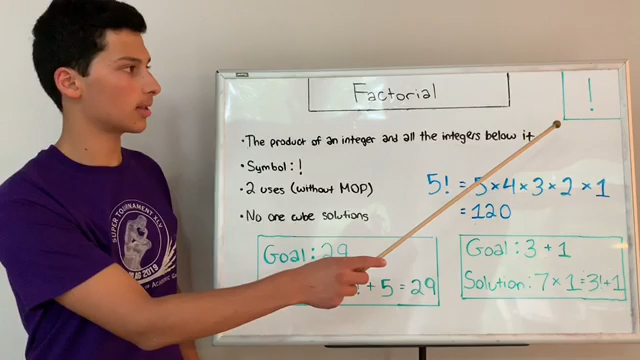 Factorial
!
• The product of an integer and all the integers below it
• Symbol: !
• 2 uses (without MOP)
• No one cube solutions
5! = 5 × 4 × 3 × 2 × 1
= 120
Goal: 29
! + 5 = 29
Goal: 3 + 1
Solution: 7 × 1 = 3! + 1
SUPER TOURNAMENT XLV
2019